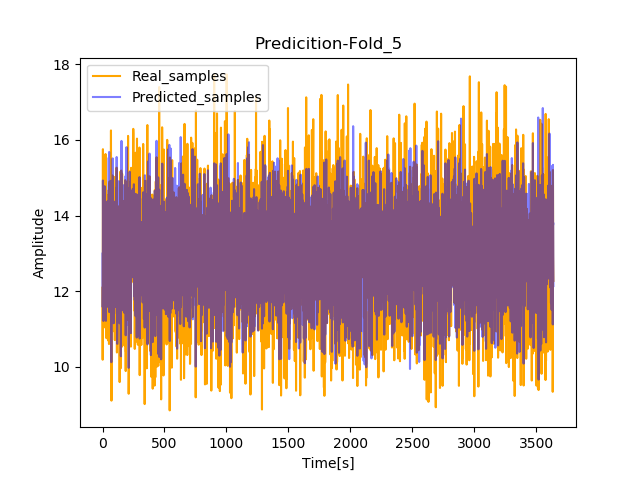 Predicition-Fold_5
Real_samples
Predicted_samples
Amplitude
18
16
14
12
10
0 500 1000 1500 2000 2500 3000 3500
Time[s]